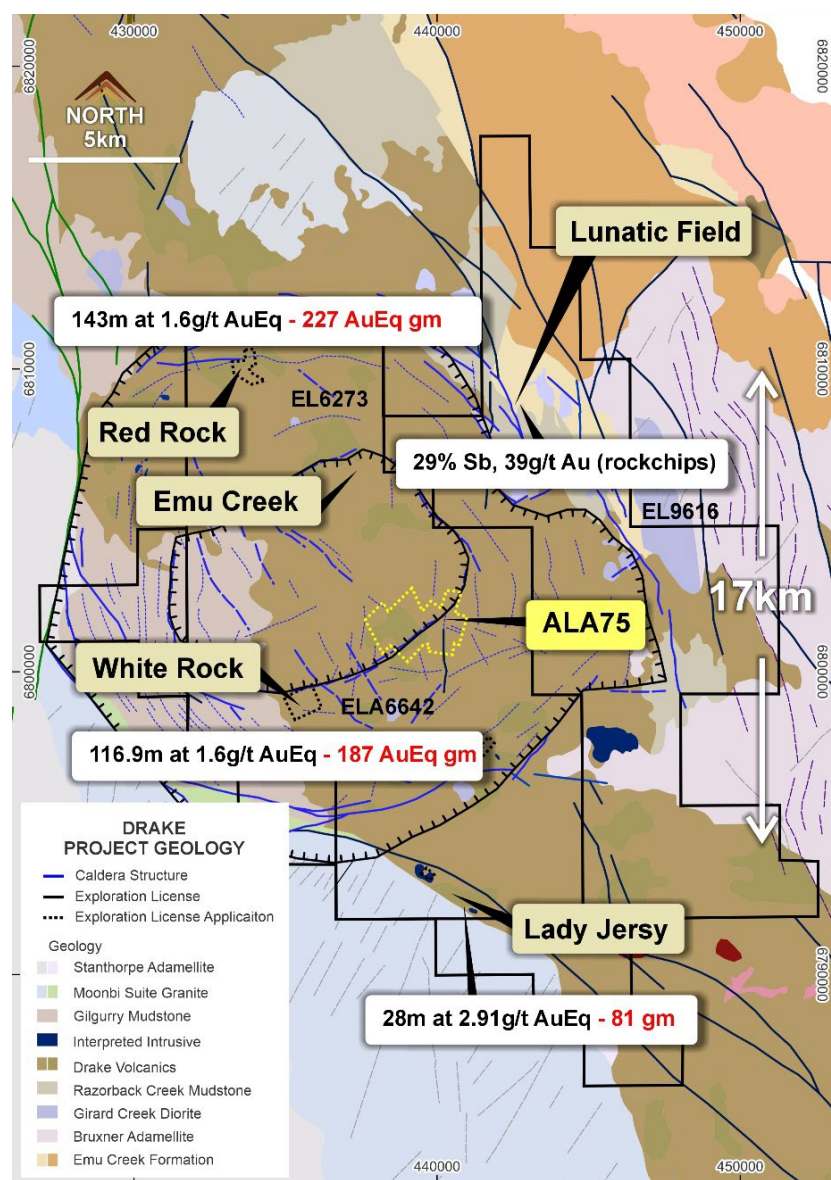 430000
440000
450000
6820000
6820000
NORTH
5km
Lunatic Field
143m at 1.6g/t AuEq - 227 AuEq gm
6810000
6810000
EL6273
Red Rock
29% Sb, 39g/t Au (rockchips)
Emu Creek
EL9616
17km
ALA75
White Rock
6800000
6800000
ELA6642
116.9m at 1.6g/t AuEq - 187 AuEq gm
DRAKE
PROJECT GEOLOGY
Caldera Structure
Exploration License
Exploration License Applicaiton
Geology
Stanthorpe Adamellite
Moonbi Suite Granite
Gilgurry Mudstone
Interpreted Intrusive
Drake Volcanics
Razorback Creek Mudstone
Girard Creek Diorite
Bruxner Adamellite
Emu Creek Formation
Lady Jersy
6790000
28m at 2.91g/t AuEq - 81 gm
440000
450000